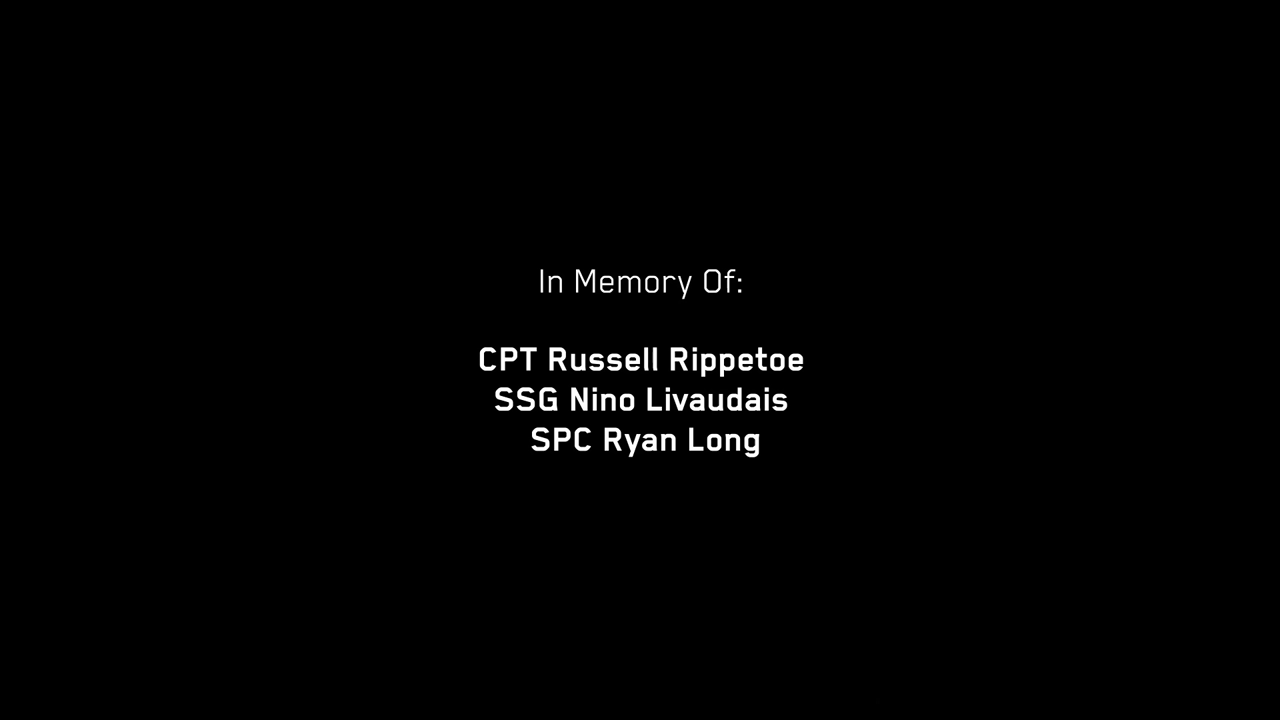 In Memory Of:
CPT Russell Rippetoe
SSG Nino Livaudais
SPC Ryan Long